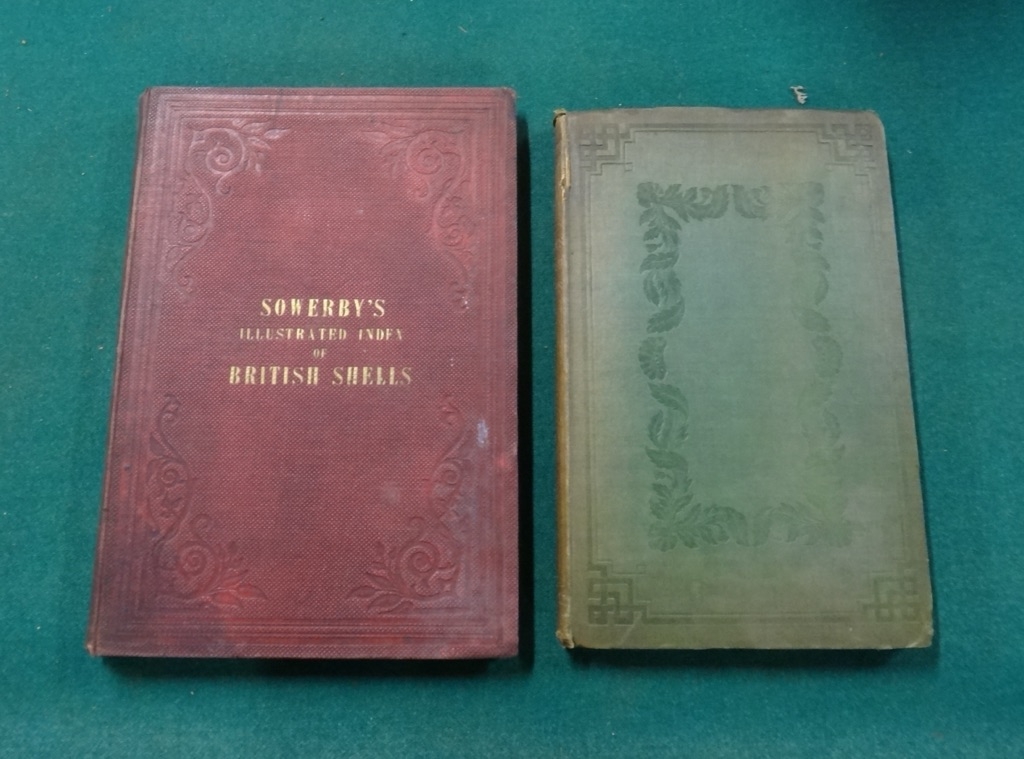 SOWERBY'S
ILLUSTRATED INDEX
OF
BRITISH SHELLS